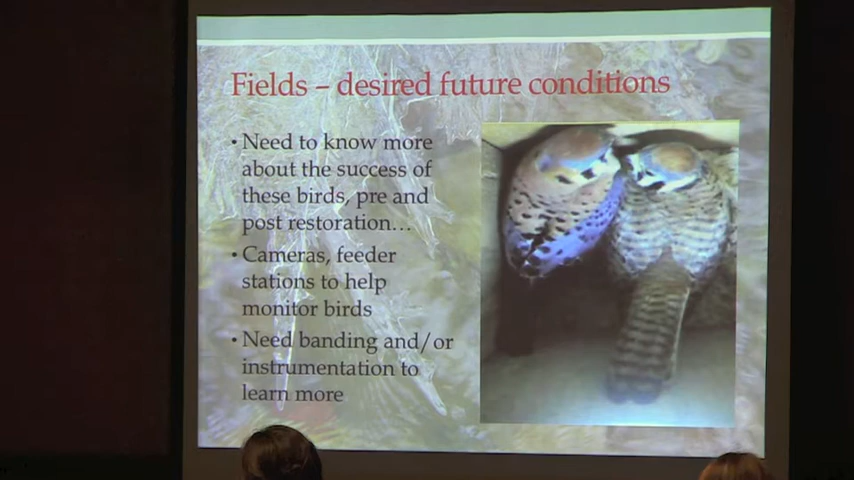 Fields – desired future conditions
• Need to know more
about the success of
these birds, pre and
post restoration…
• Cameras, feeder
stations to help
monitor birds
• Need banding and/or
instrumentation to
learn more